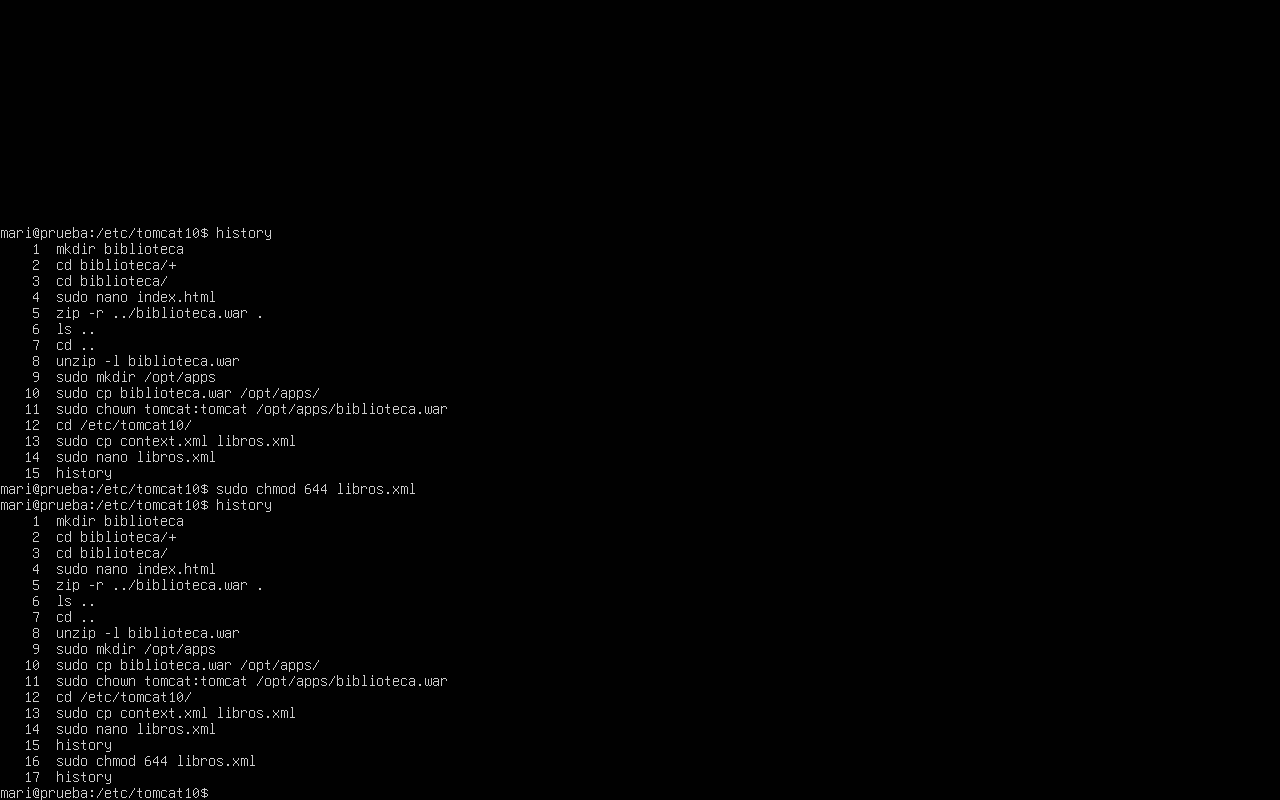 mari@prueba:/etc/tomcat10$ history
1 mkdir biblioteca
2 cd biblioteca/+
3 cd biblioteca/
4 sudo nano index.html
5 zip -r ../biblioteca.war .
6 ls ..
7 cd ..
8 unzip -l biblioteca.war
9 sudo mkdir /opt/apps
10 sudo cp biblioteca.war /opt/apps/
11 sudo chown tomcat:tomcat /opt/apps/biblioteca.war
12 cd /etc/tomcat10/
13 sudo cp context.xml libros.xml
14 sudo nano libros.xml
15 history
mari@prueba:/etc/tomcat10$ sudo chmod 644 libros.xml
mari@prueba:/etc/tomcat10$ history
1 mkdir biblioteca
2 cd biblioteca/+
3 cd biblioteca/
4 sudo nano index.html
5 zip -r ../biblioteca.war .
6 ls ..
7 cd ..
8 unzip -l biblioteca.war
9 sudo mkdir /opt/apps
10 sudo cp biblioteca.war /opt/apps/
11 sudo chown tomcat:tomcat /opt/apps/biblioteca.war
12 cd /etc/tomcat10/
13 sudo cp context.xml libros.xml
14 sudo nano libros.xml
15 history
16 sudo chmod 644 libros.xml
17 history
mari@prueba:/etc/tomcat10$